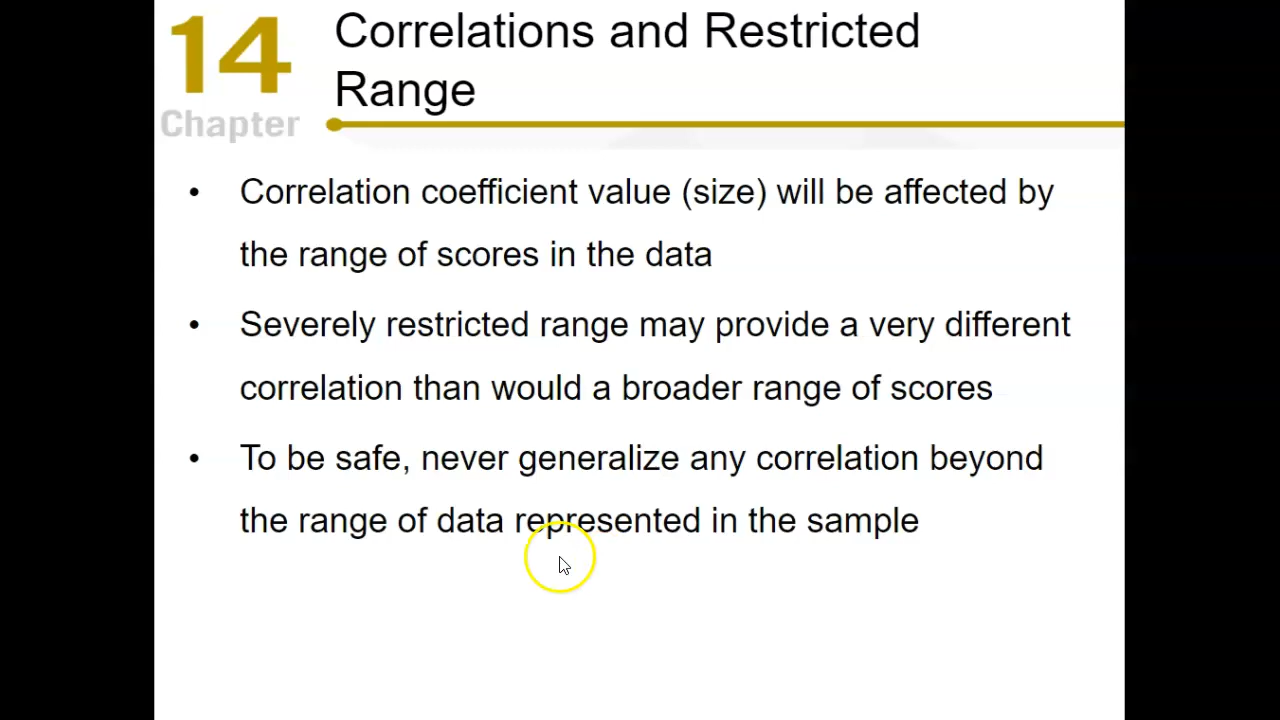 14
Chapter
Correlations and Restricted
Range
• Correlation coefficient value (size) will be affected by
the range of scores in the data
• Severely restricted range may provide a very different
correlation than would a broader range of scores
• To be safe, never generalize any correlation beyond
the range of data represented in the sample